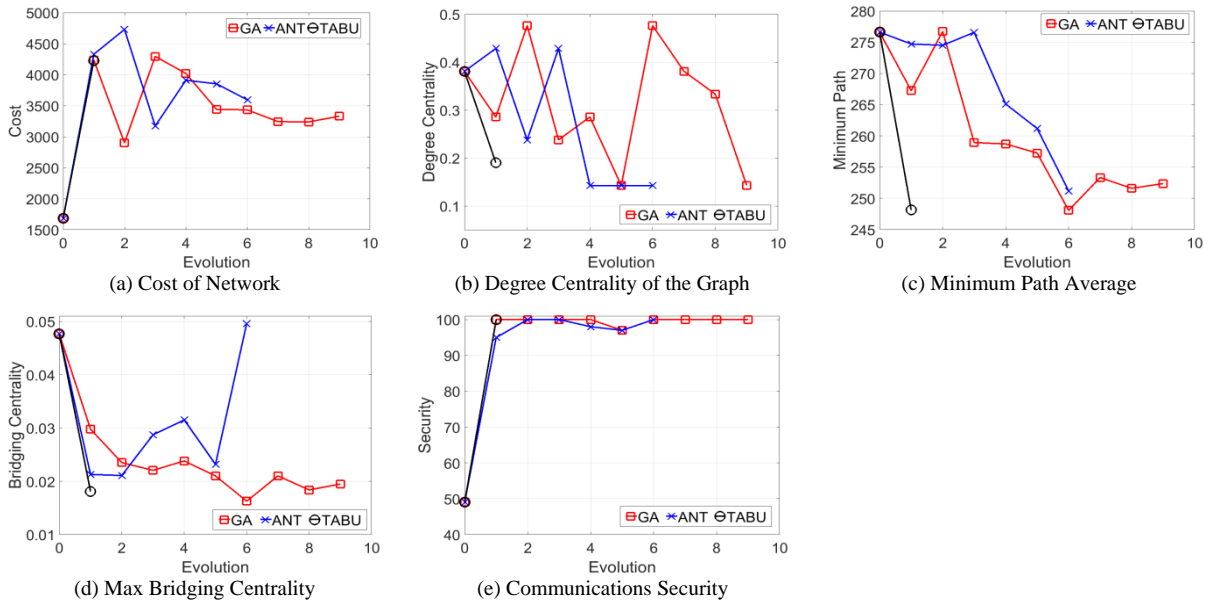 5000
4500
4000
3500
3000
2500
2000
1500
Cost
GA ANT TABU
0 2 4 6 8 10
Evolution
(a) Cost of Network
0.5
0.4
0.3
0.2
0.1
Degree Centrality
GA ANT TABU
0 2 4 6 8 10
Evolution
(b) Degree Centrality of the Graph
280
275
270
265
260
255
250
245
Minimum Path
GA ANT TABU
0 2 4 6 8 10
Evolution
(c) Minimum Path Average
0.05
0.04
0.03
0.02
0.01
Bridging Centrality
GA ANT TABU
0 2 4 6 8 10
Evolution
(d) Max Bridging Centrality
100
90
80
70
60
50
40
Security
GA ANT TABU
0 2 4 6 8 10
Evolution
(e) Communications Security